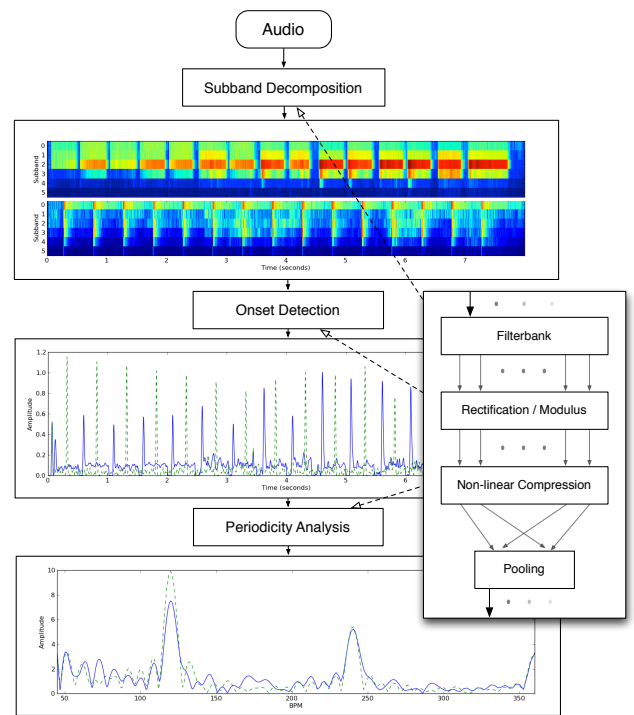 Audio
Subband Decomposition
Subband
0
1
2
3
4
5
Subband
0
1
2
3
4
5
0 1 2 3 4 5 6 7
Time (seconds)
Onset Detection
Amplitude
1.2
1.0
0.8
0.6
0.4
0.2
0.0
0 1 2 3 4 5 6
Time (seconds)
Periodicity Analysis
Amplitude
10
8
6
4
2
0
50 100 150 200 250 300 350
BPM
Filterbank
Rectification / Modulus
Non-linear Compression
Pooling